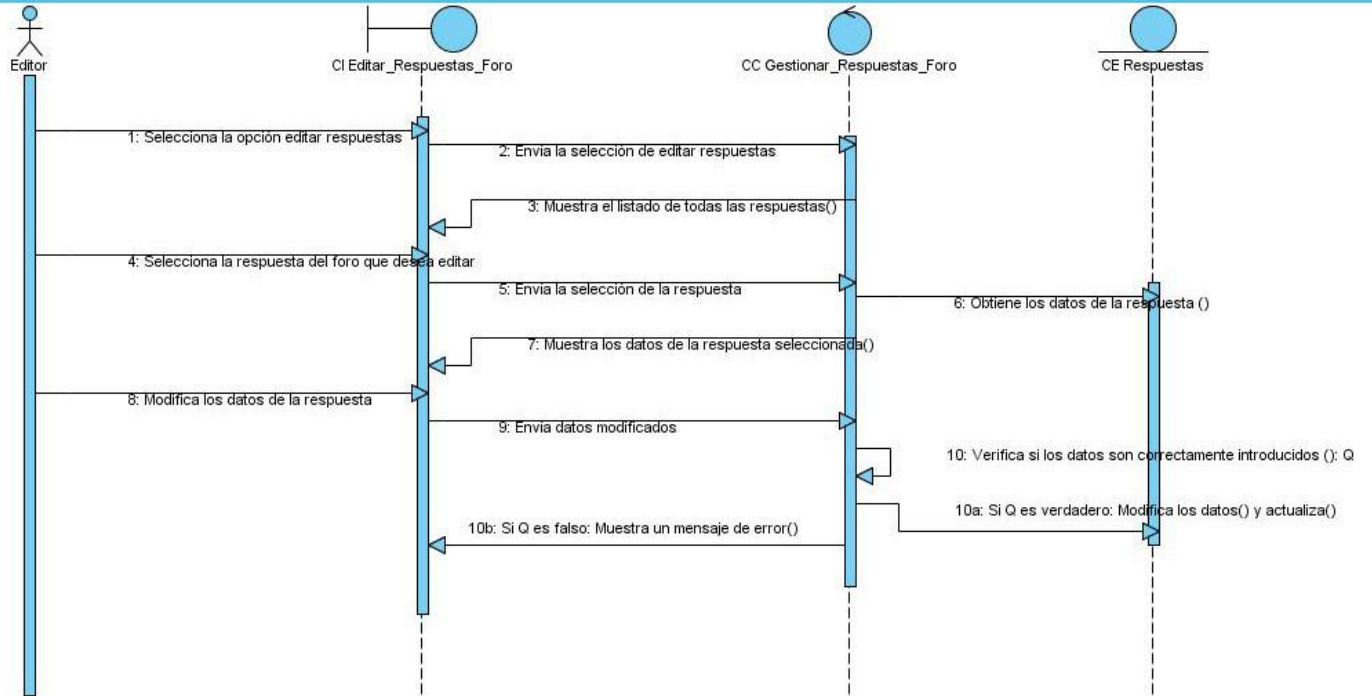 Editor
CI Editar_Respuestas_Foro
CC Gestionar_Respuestas_Foro
CE Respuestas
1: Selecciona la opción editar respuestas
2: Envia la selección de editar respuestas
3: Muestra el listado de todas las respuestas()
4: Selecciona la respuesta del foro que desea editar
5: Envia la selección de la respuesta
6: Obtiene los datos de la respuesta ()
7: Muestra los datos de la respuesta seleccionada()
8: Modifica los datos de la respuesta
9: Envia datos modificados
10: Verifica si los datos son correctamente introducidos (): Q
10a: Si Q es verdadero: Modifica los datos() y actualiza()
10b: Si Q es falso: Muestra un mensaje de error()